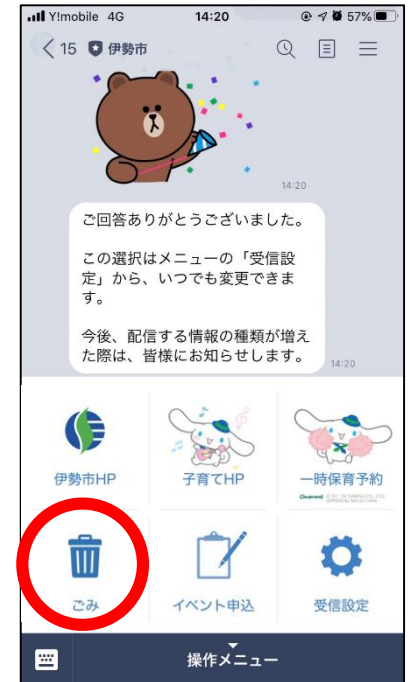 Y!mobile 4G 14:20 57%
15 伊勢市
14:20
ご回答ありがとうございました。
この選択はメニューの「受信設
定」から、いつでも変更できま
す。
今後、配信する情報の種類が増え
た際は、皆様にお知らせします。
14:20
伊勢市HP 子育てHP 一時保育予約
ごみ イベント申込 受信設定
操作メニュー